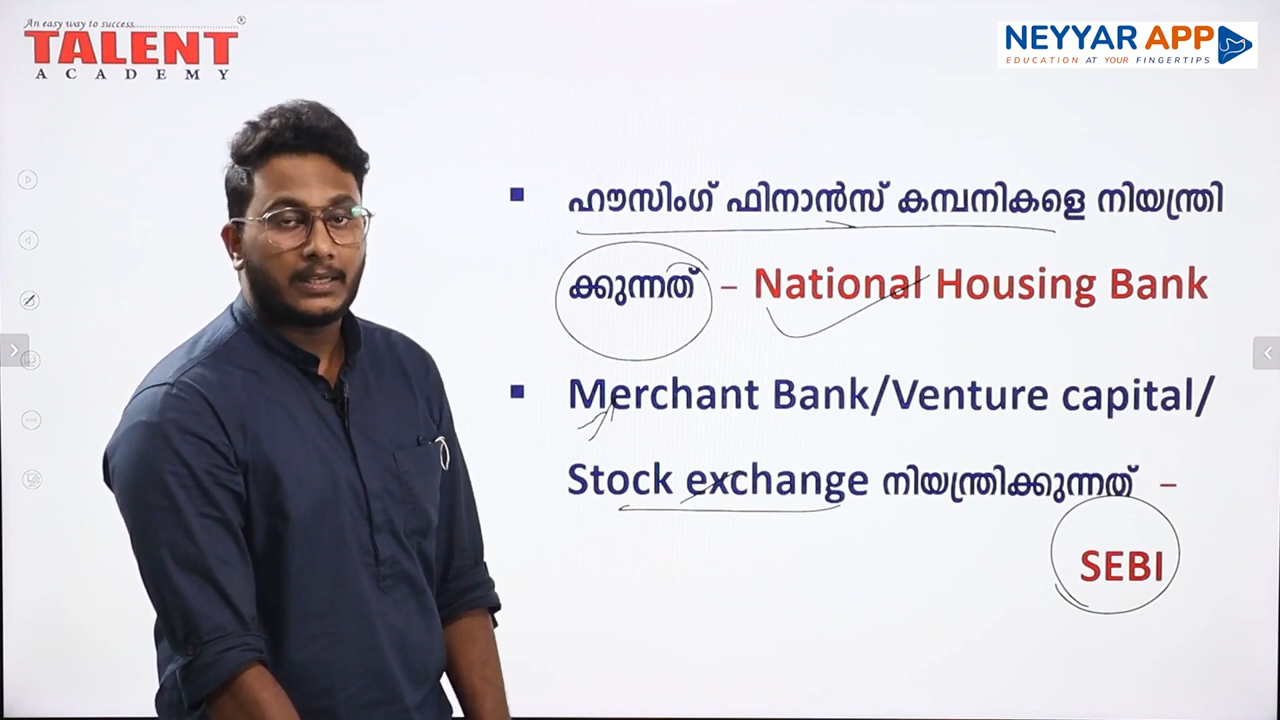 An easy way to success
TALENT
ACADEMY
NEYYAR APP
EDUCATION AT YOUR FINGERTIPS
ഹൗസിംഗ് ഫിനാൻസ് കമ്പനികളെ നിയന്ത്രി
ക്കുന്നത് – National Housing Bank
Merchant Bank/Venture capital/
Stock exchange നിയന്ത്രിക്കുന്നത് –
SEBI